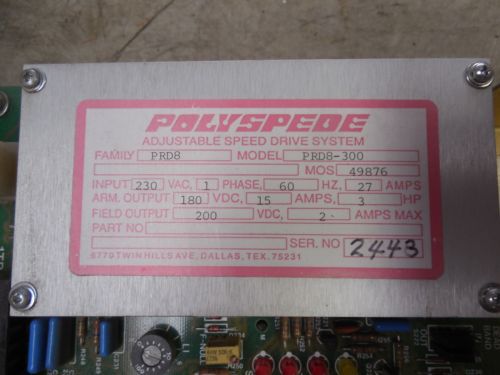 POLYSPEDE
ADJUSTABLE SPEED DRIVE SYSTEM
FAMILY PRD8 MODEL PRD8-300
MOS 49876
INPUT 230 VAC, 1 PHASE, 60 HZ, 27 AMPS
ARM. OUTPUT 180 VDC, 15 AMPS, 3 HP
FIELD OUTPUT 200 VDC, 2 AMPS MAX
PART NO
SER. NO 2443
6770 TWIN HILLS AVE, DALLAS, TEX. 75231